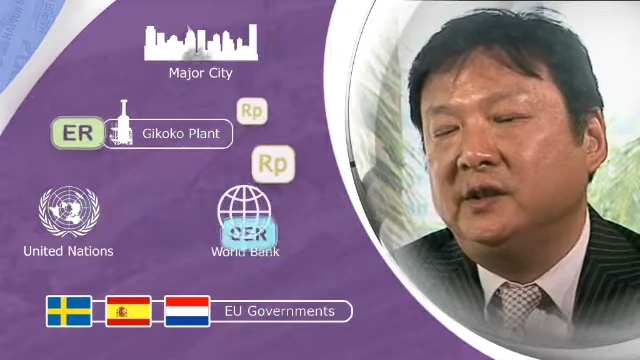 Major City
Rp
ER
Gikoko Plant
Rp
United Nations
CER
World Bank
EU Governments